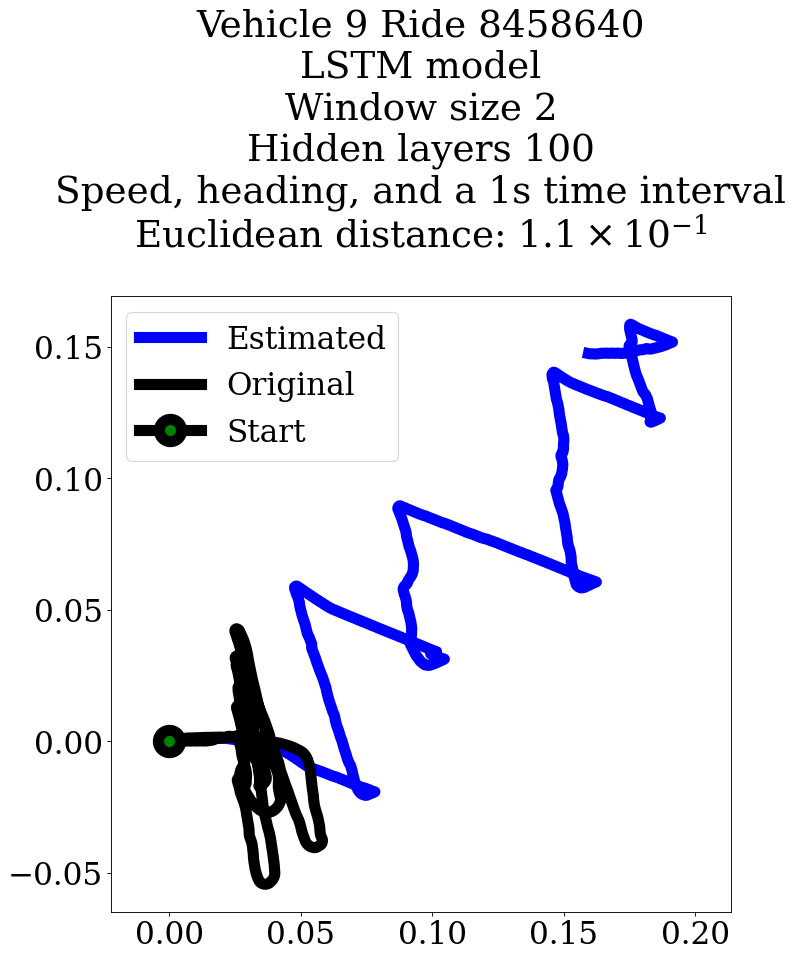 Vehicle 9 Ride 8458640
LSTM model
Window size 2
Hidden layers 100
Speed, heading, and a 1s time interval
Euclidean distance: 1.1 × 10⁻¹
Estimated
Original
Start
0.15
0.10
0.05
0.00
−0.05
0.00 0.05 0.10 0.15 0.20